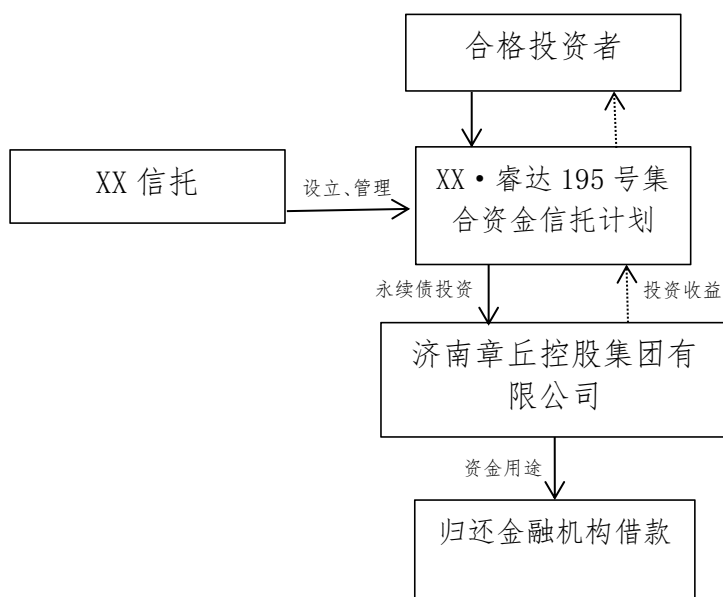 合格投资者
XX 信托
设立、管理
XX·睿达 195 号集
合资金信托计划
永续债投资
投资收益
济南章丘控股集团有
限公司
资金用途
归还金融机构借款